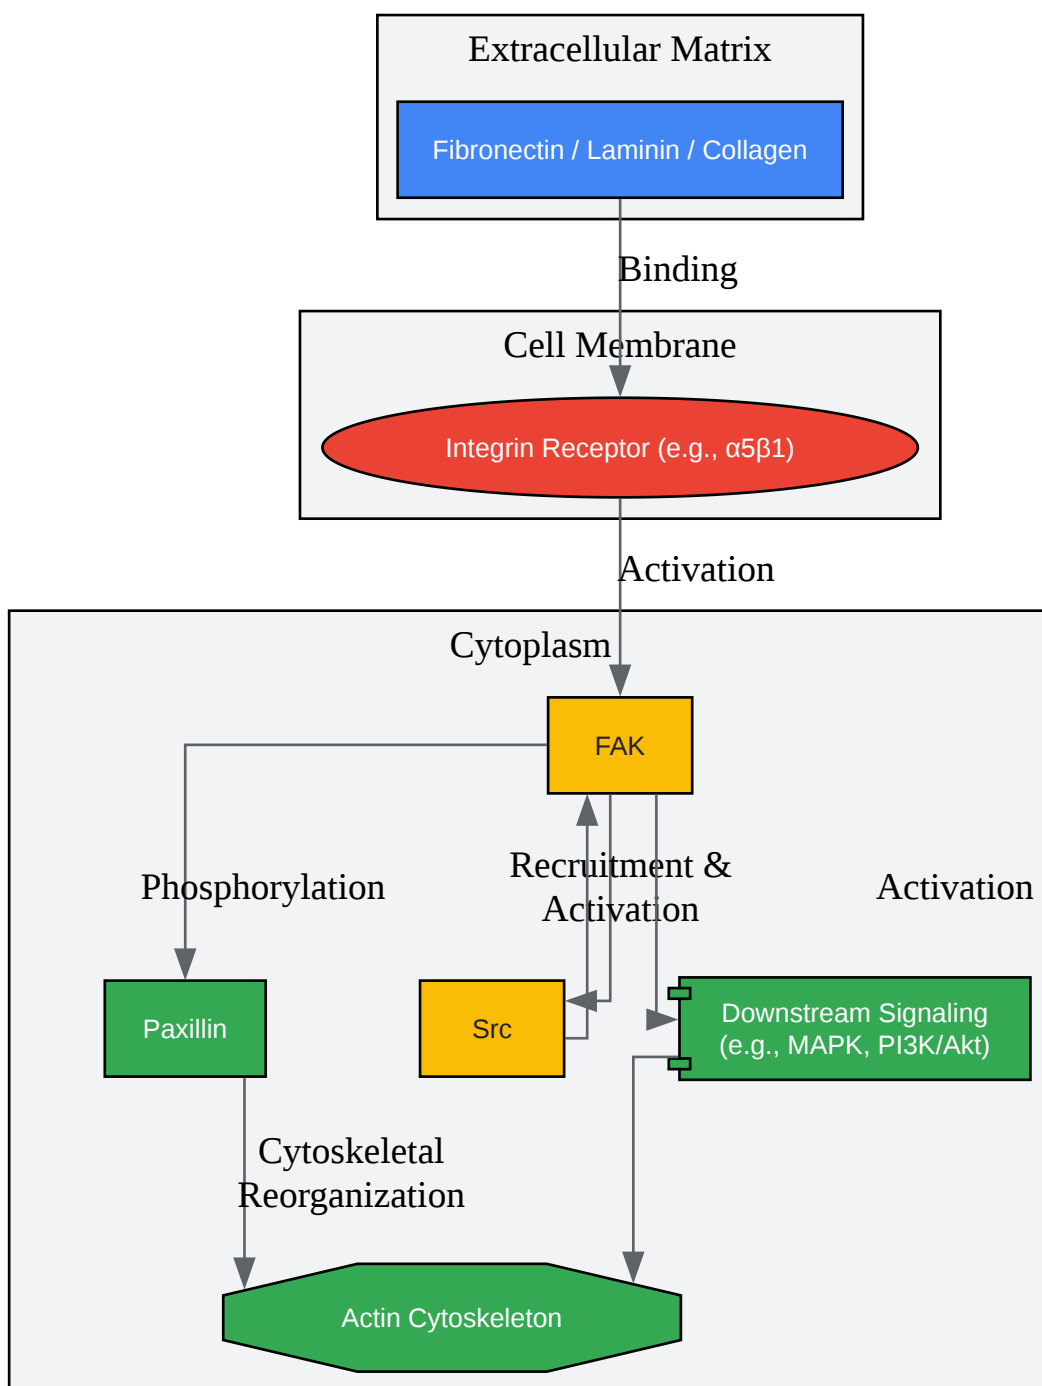 Extracellular Matrix
Fibronectin / Laminin / Collagen
Binding
Cell Membrane
Integrin Receptor (e.g., α5β1)
Activation
Cytoplasm
FAK
Phosphorylation
Recruitment &
Activation
Activation
Paxillin
Src
Downstream Signaling
(e.g., MAPK, PI3K/Akt)
Cytoskeletal
Reorganization
Actin Cytoskeleton